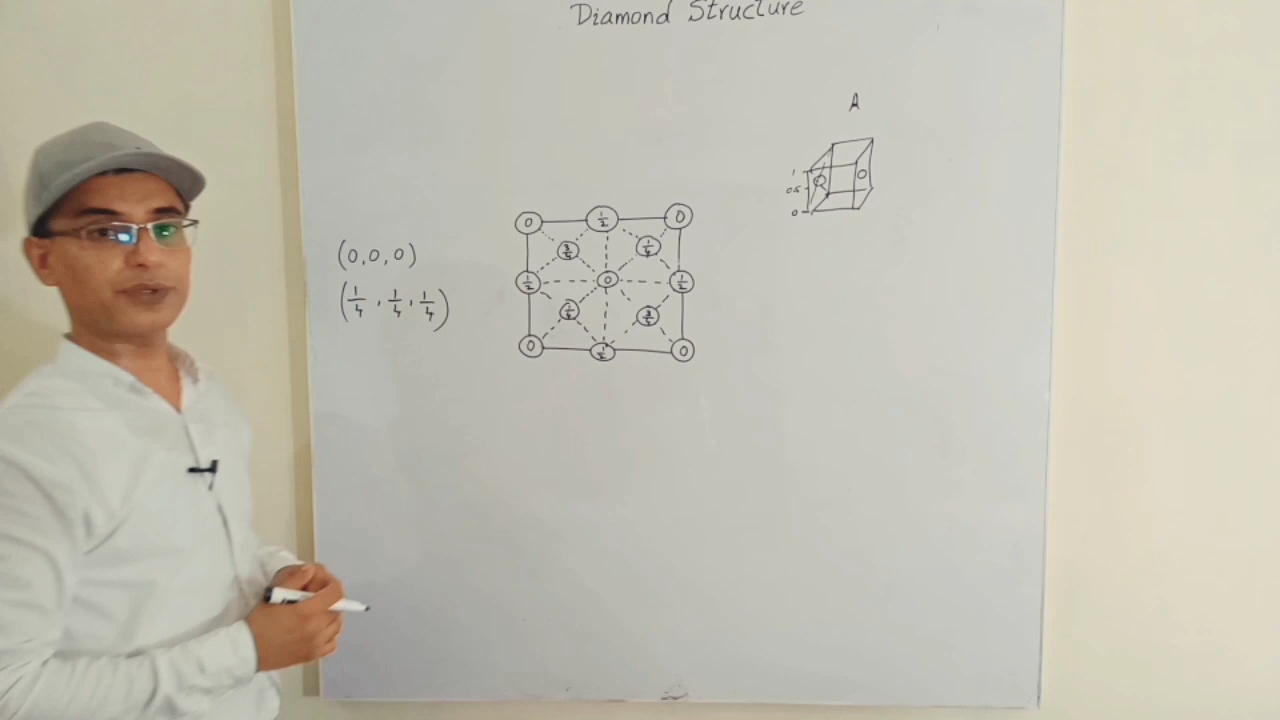 Diamond Structure
A
1
0.5
0
0 1/2 0
3/4 1/4
1/2 0 1/2
1/4 3/4
0 1/2 0
(0,0,0)
(1/4, 1/4, 1/4)